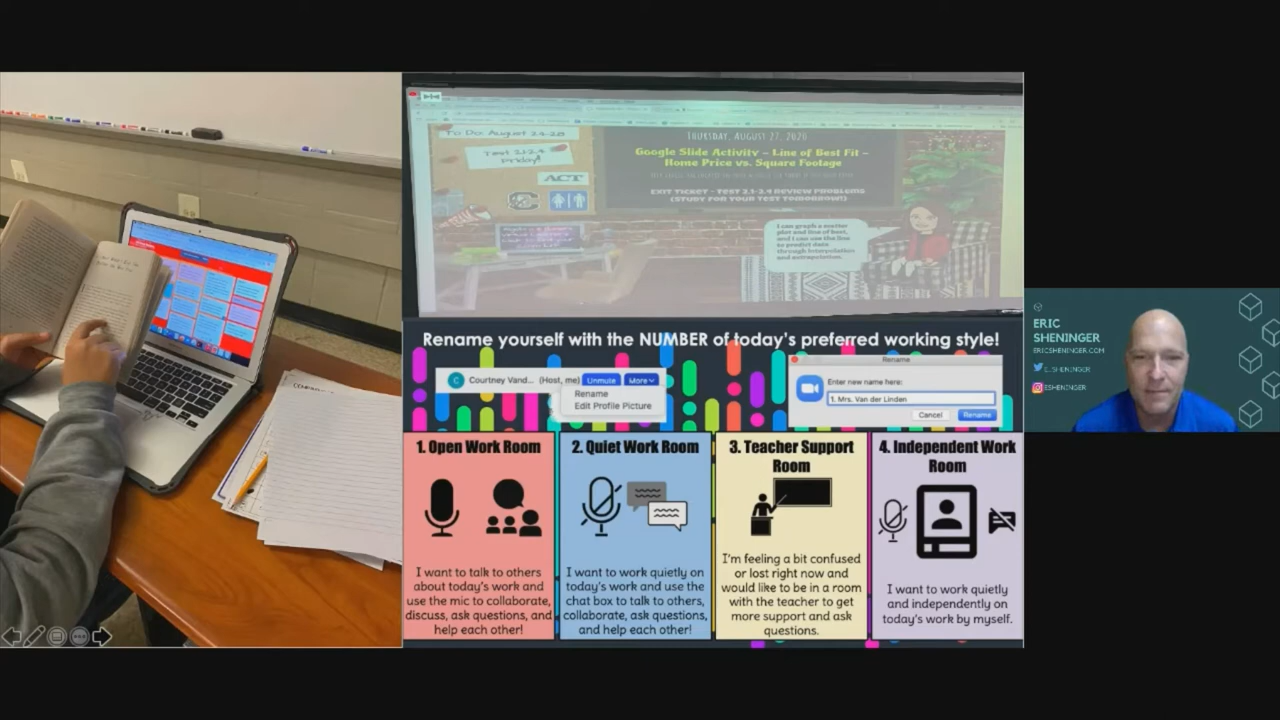 To Do: August 24-28
Test 2.1-2.4
Friday!
ACT
THURSDAY, AUGUST 27, 2020
Google Slide Activity - Line of Best Fit -
Home Price vs. Square Footage
EXIT TICKET - TEST 2.1-2.4 REVIEW PROBLEMS
(STUDY FOR YOUR TEST TOMORROW)
I can graph a scatter
plot and line of best,
and I can use the line
to predict data
through interpolation
and extrapolation.
Rename yourself with the NUMBER of today's preferred working style!
C Courtney Vand... (Host, me) Unmute More
Rename
Edit Profile Picture
Rename
Enter new name here:
1. Mrs. Van der Linden
Cancel Rename
1. Open Work Room
I want to talk to others
about today's work and
use the mic to collaborate,
discuss, ask questions, and
help each other!
2. Quiet Work Room
I want to work quietly on
today's work and use the
chat box to talk to others,
collaborate, ask questions,
and help each other!
3. Teacher Support
Room
I'm feeling a bit confused
or lost right now and
would like to be in a room
with the teacher to get
more support and ask
questions.
4. Independent Work
Room
I want to work quietly
and independently on
today's work by myself.
ERIC
SHENINGER
ERICSHENINGER.COM
E_SHENINGER
ESHENINGER